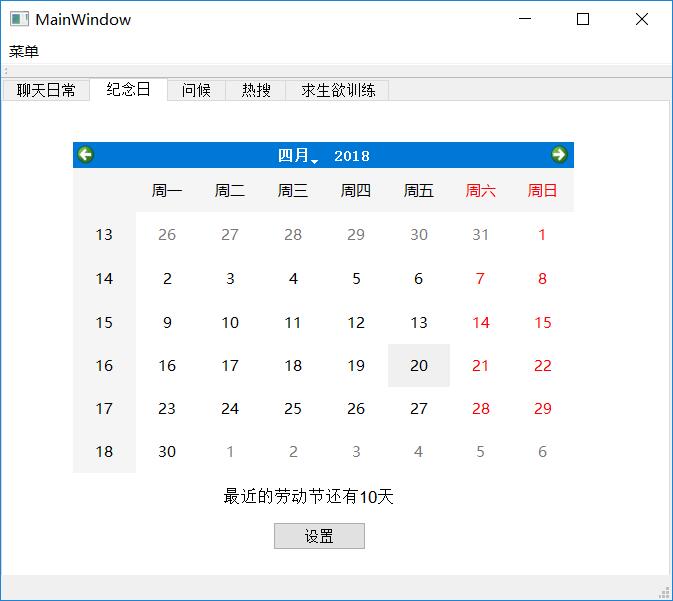 MainWindow
菜单
聊天日常 纪念日 问候 热搜 求生欲训练
四月 2018
周一 周二 周三 周四 周五 周六 周日
13 26 27 28 29 30 31 1
14 2 3 4 5 6 7 8
15 9 10 11 12 13 14 15
16 16 17 18 19 20 21 22
17 23 24 25 26 27 28 29
18 30 1 2 3 4 5 6
最近的劳动节还有10天
设置